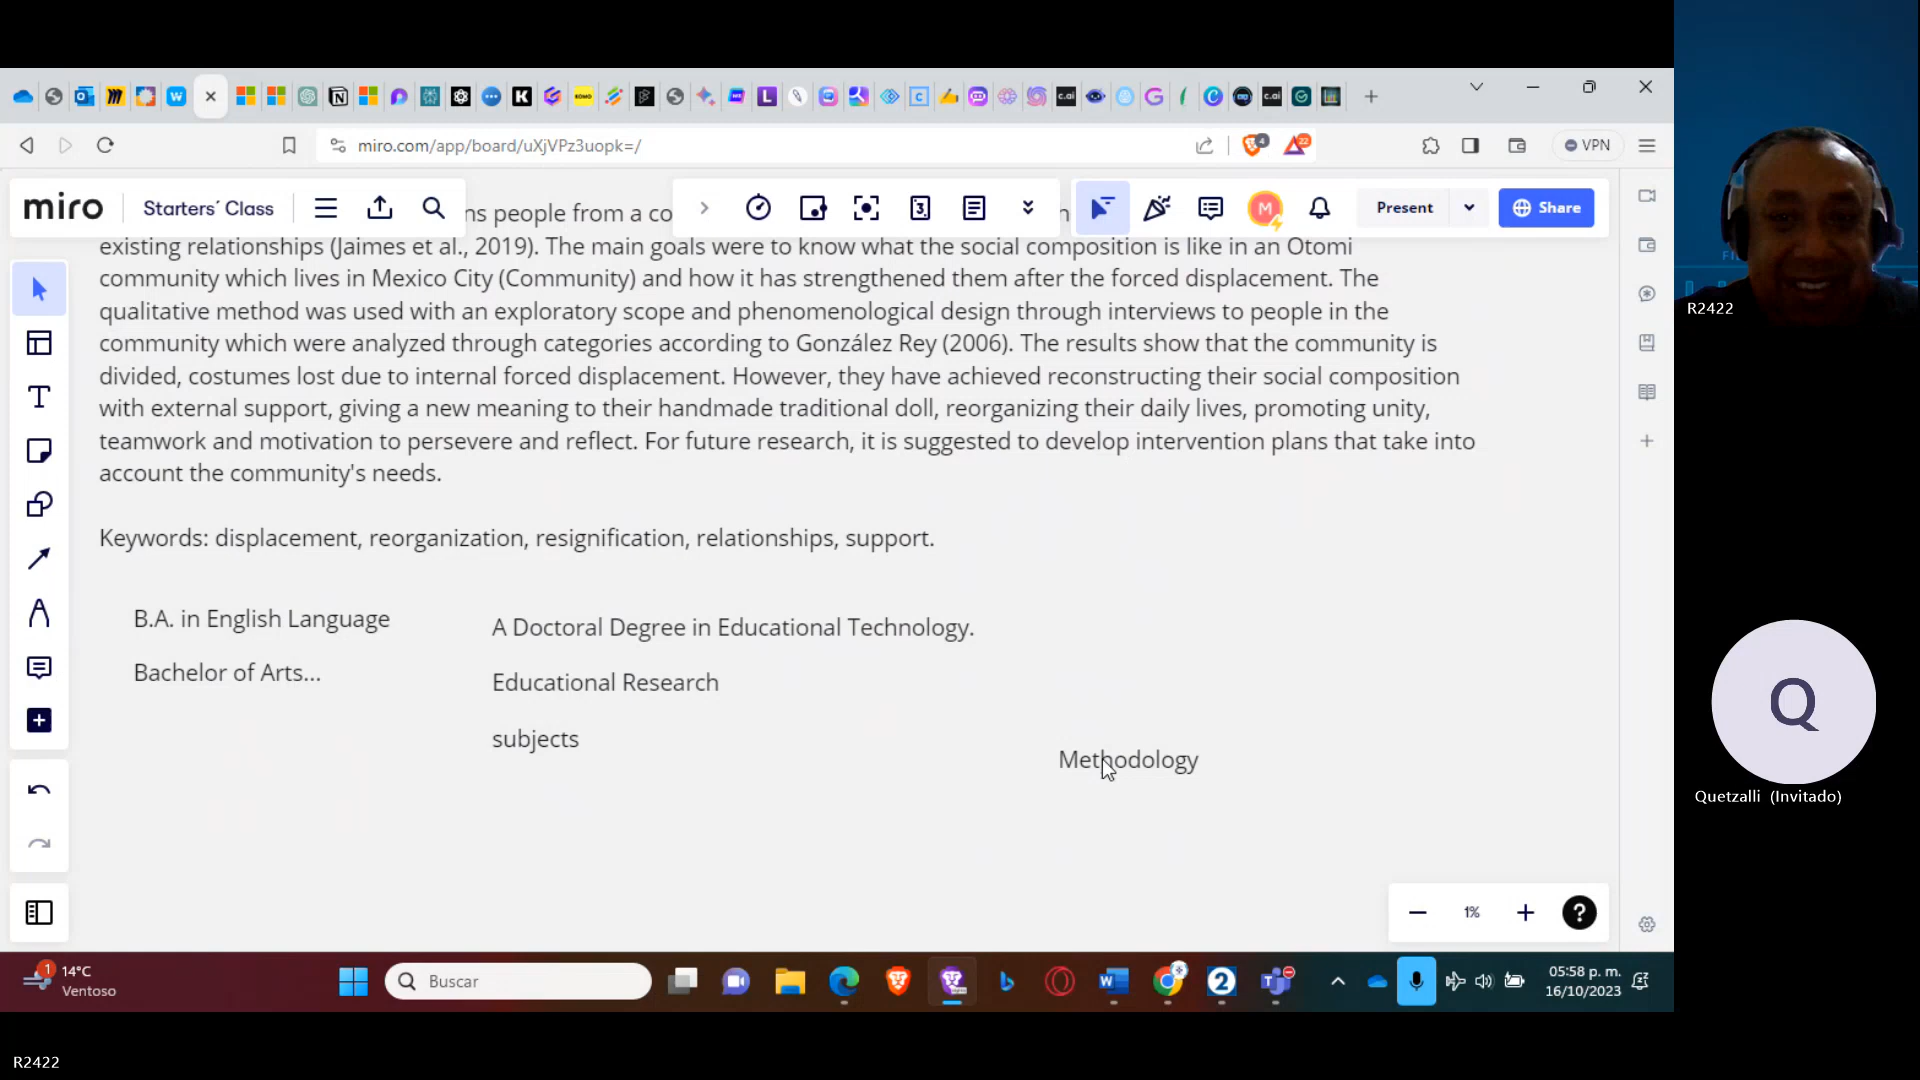 miro.com/app/board/uXjVPz3uopk=/
VPN
miro
Starters´ Class
Present
Share
ns people from a co
existing relationships (Jaimes et al., 2019). The main goals were to know what the social composition is like in an Otomi
community which lives in Mexico City (Community) and how it has strengthened them after the forced displacement. The
qualitative method was used with an exploratory scope and phenomenological design through interviews to people in the
community which were analyzed through categories according to González Rey (2006). The results show that the community is
divided, costumes lost due to internal forced displacement. However, they have achieved reconstructing their social composition
with external support, giving a new meaning to their handmade traditional doll, reorganizing their daily lives, promoting unity,
teamwork and motivation to persevere and reflect. For future research, it is suggested to develop intervention plans that take into
account the community's needs.
Keywords: displacement, reorganization, resignification, relationships, support.
B.A. in English Language
A Doctoral Degree in Educational Technology.
Bachelor of Arts...
Educational Research
subjects
Methodology
1%
R2422
Q
Quetzalli (Invitado)
1
14°C
Ventoso
Buscar
05:58 p. m.
16/10/2023
R2422